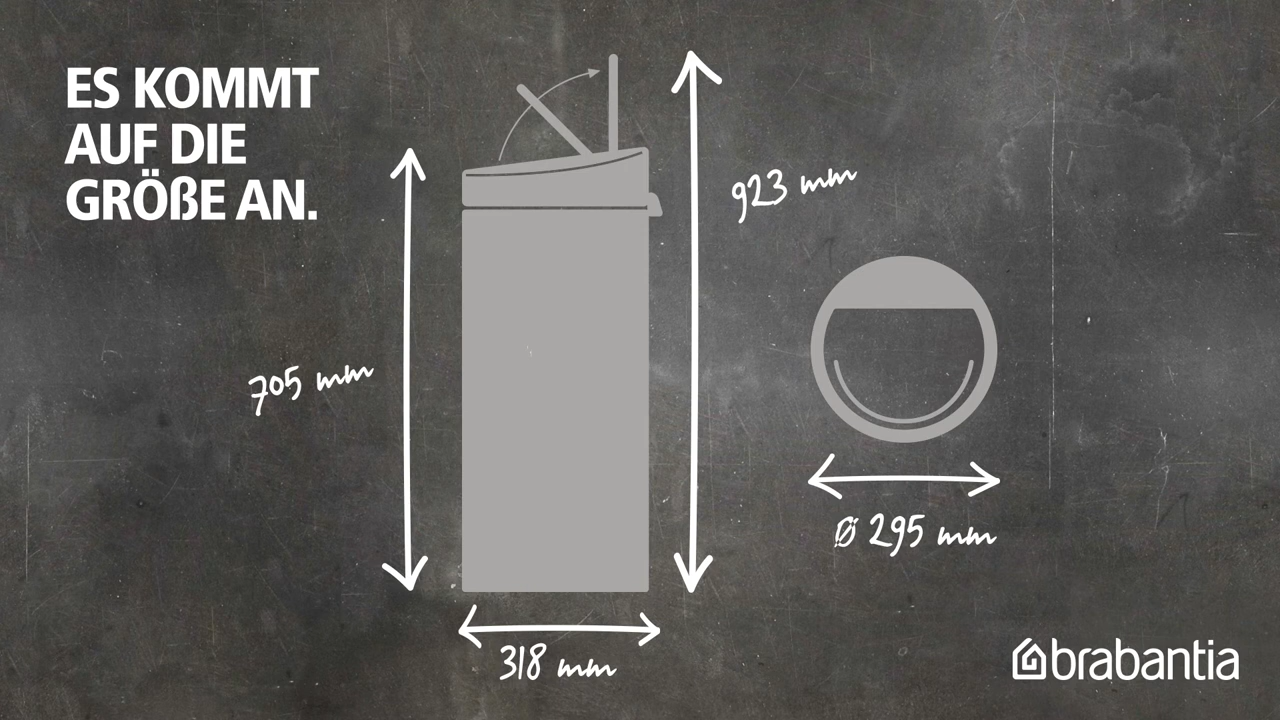 ES KOMMT
AUF DIE
GRÖßE AN.
923 mm
705 mm
Ø 295 mm
318 mm
brabantia